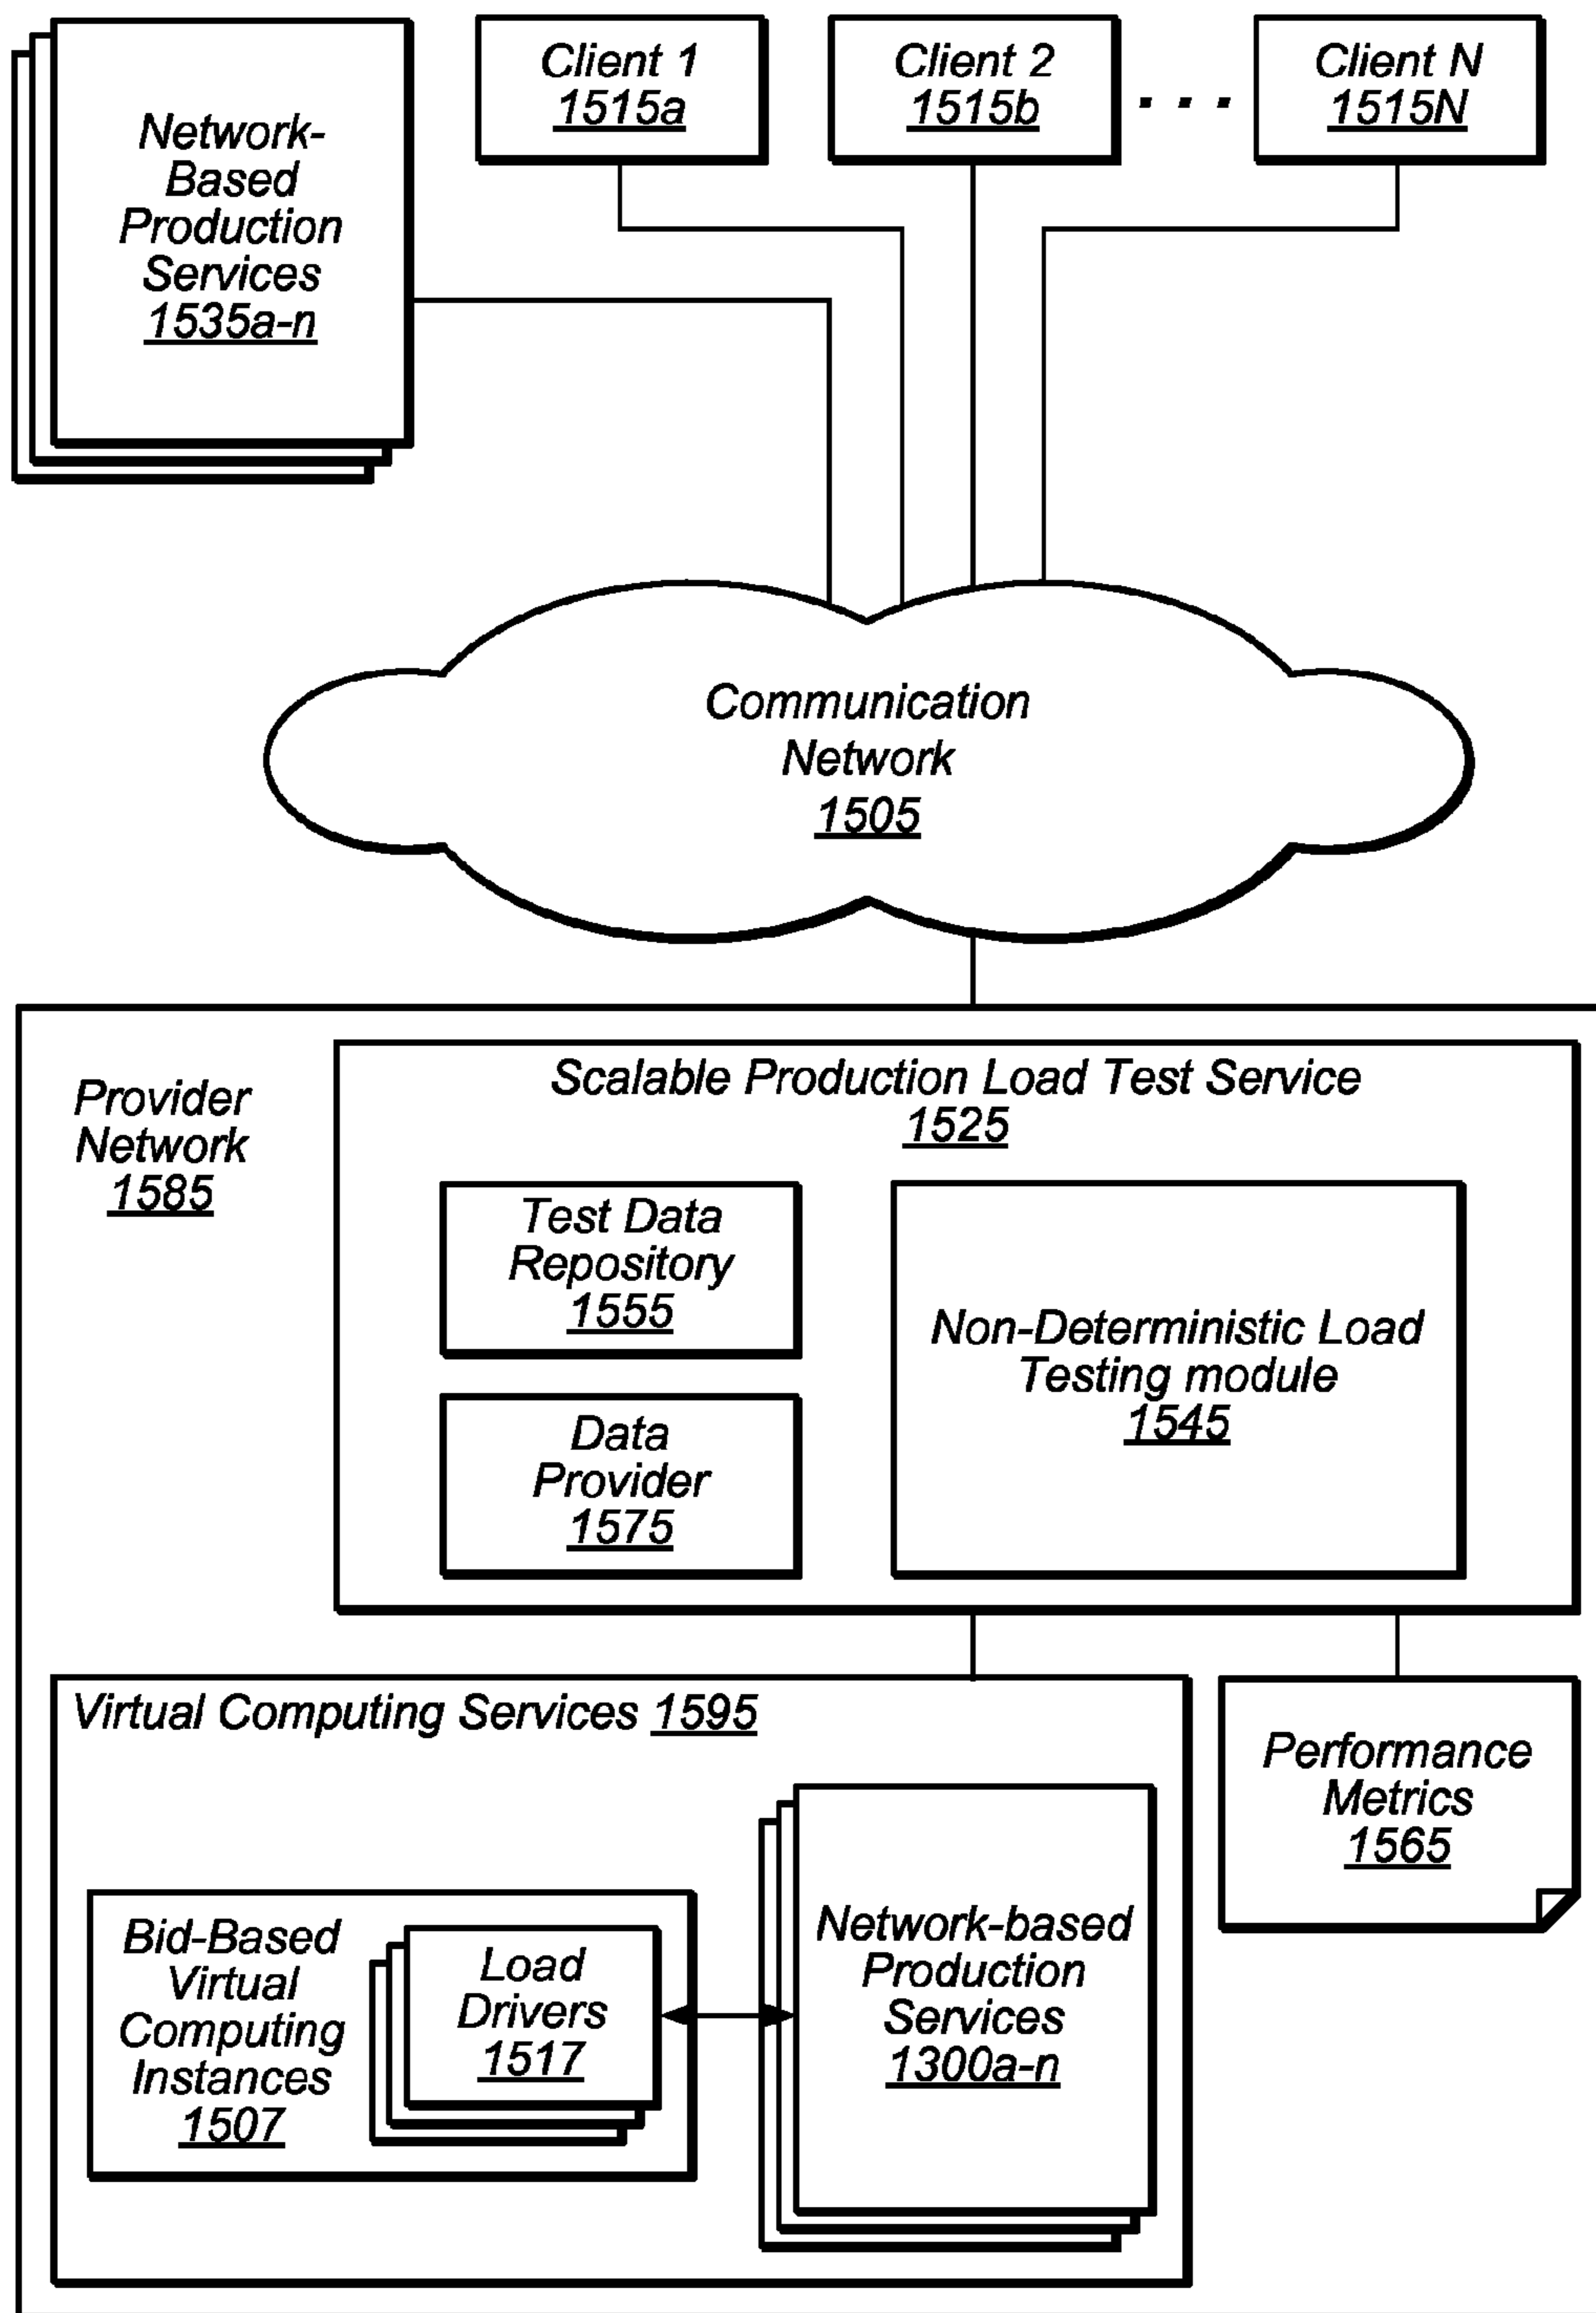 Network-
Based
Production
Services
1535a-n
Client 1
1515a
Client 2
1515b
. . .
Client N
1515N
Communication
Network
1505
Provider
Network
1585
Scalable Production Load Test Service
1525
Test Data
Repository
1555
Data
Provider
1575
Non-Deterministic Load
Testing module
1545
Virtual Computing Services 1595
Bid-Based
Virtual
Computing
Instances
1507
Load
Drivers
1517
Network-based
Production
Services
1300a-n
Performance
Metrics
1565